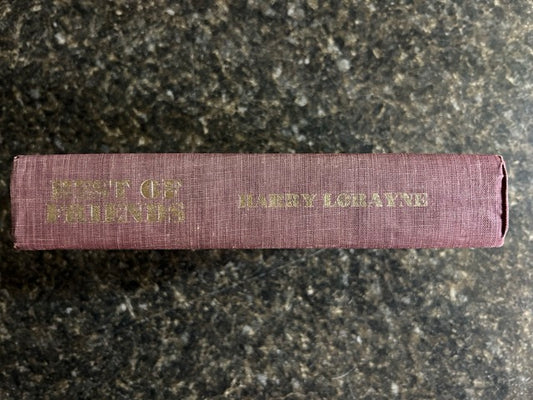 BEST OF
FRIENDS
HARRY LORAYNE